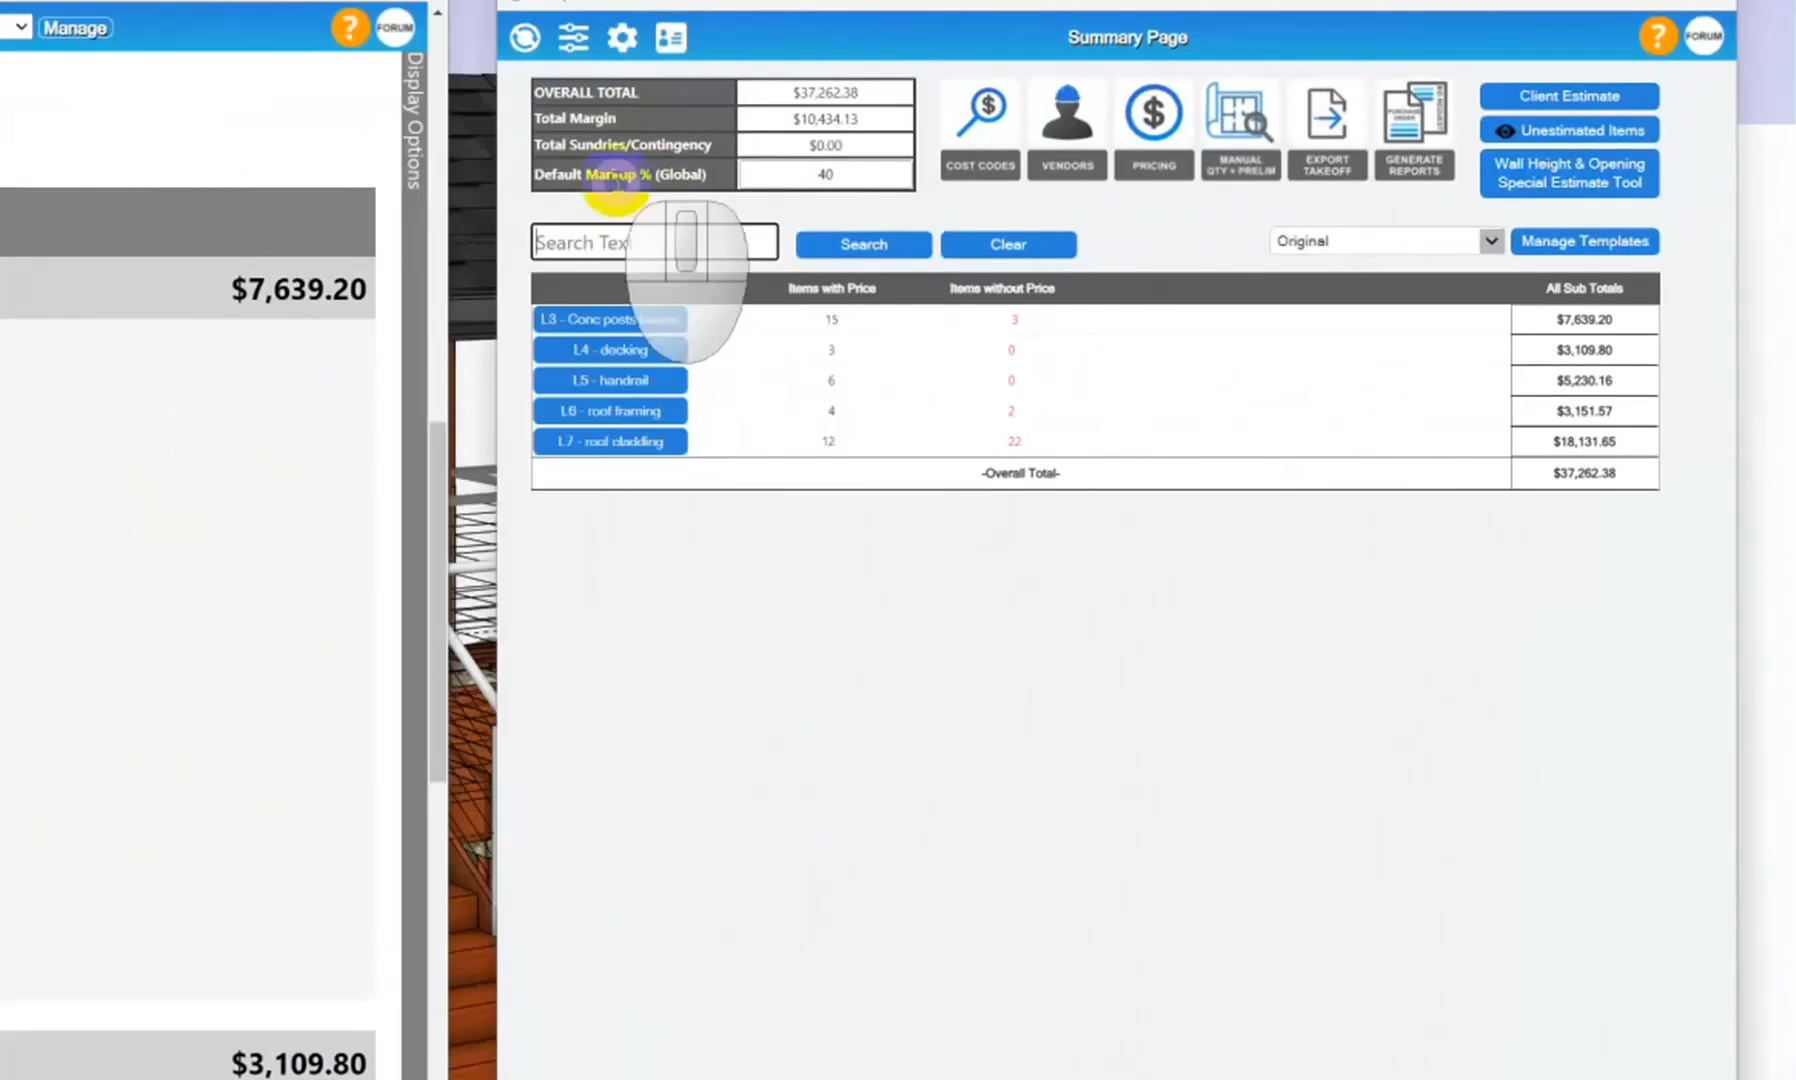 Manage
?
FORUM
Display Options
$7,639.20
$3,109.80
Summary Page
?
FORUM
OVERALL TOTAL $37,262.38
Total Margin $10,434.13
Total Sundries/Contingency $0.00
Default Markup % (Global) 40
COST CODES
VENDORS
PRICING
MANUAL
QTY + PRELIM
EXPORT
TAKEOFF
GENERATE
REPORTS
Client Estimate
Unestimated Items
Wall Height & Opening
Special Estimate Tool
Search Tex
Search
Clear
Original
Manage Templates
Items with Price Items without Price All Sub Totals
L3 - Conc posts 15 3 $7,639.20
L4 - decking 3 0 $3,109.80
L5 - handrail 6 0 $5,230.16
L6 - roof framing 4 2 $3,151.57
L7 - roof cladding 12 22 $18,131.65
-Overall Total- $37,262.38